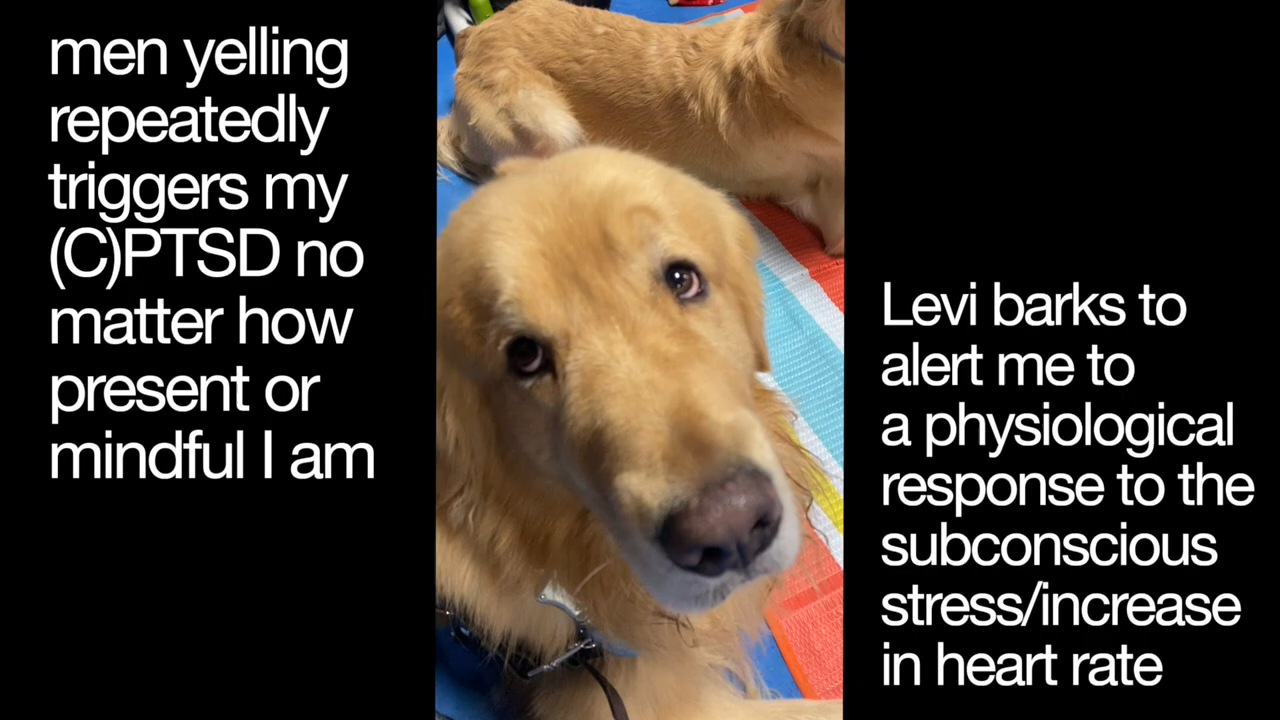 men yelling
repeatedly
triggers my
(C)PTSD no
matter how
present or
mindful I am
Levi barks to
alert me to
a physiological
response to the
subconscious
stress/increase
in heart rate